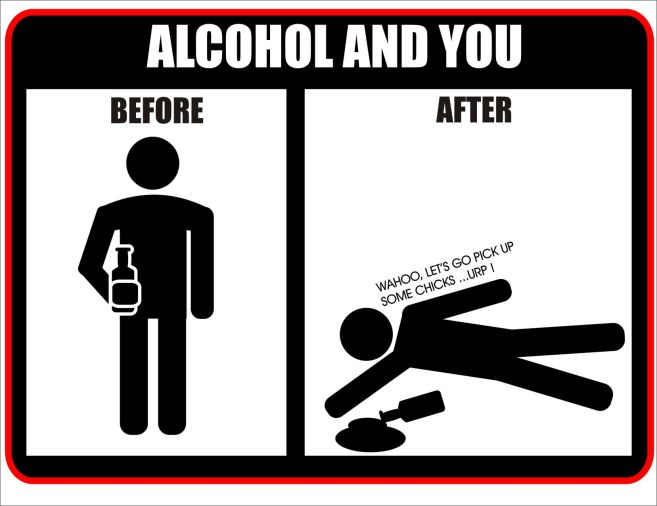 ALCOHOL AND YOU
BEFORE
AFTER
WAHOO, LET'S GO PICK UP
SOME CHICKS ...URP !